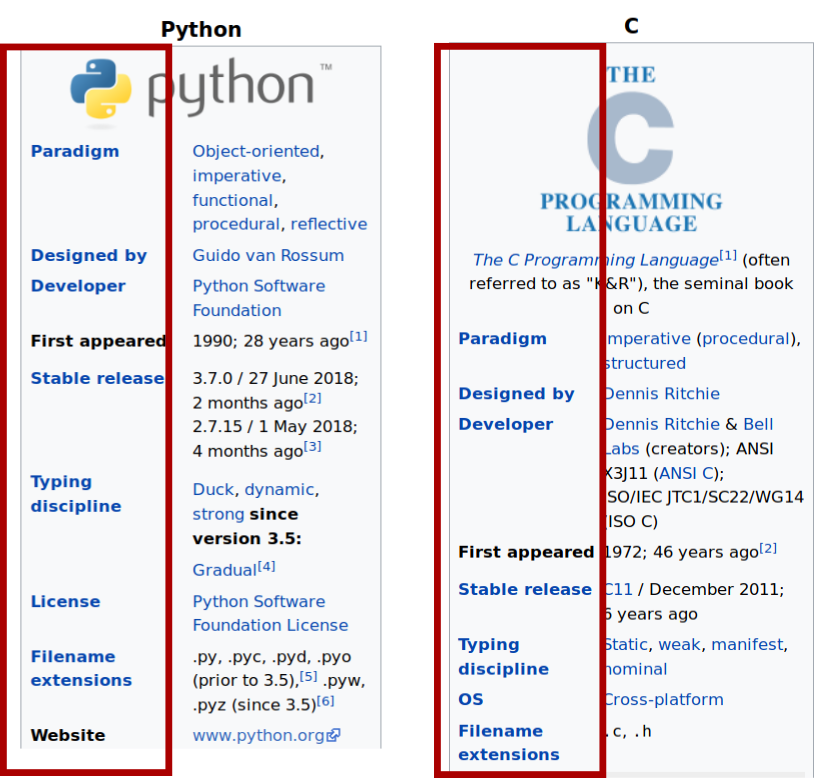 Python
python™
Paradigm Object-oriented,
imperative,
functional,
procedural, reflective
Designed by Guido van Rossum
Developer Python Software
Foundation
First appeared 1990; 28 years ago[1]
Stable release 3.7.0 / 27 June 2018;
2 months ago[2]
2.7.15 / 1 May 2018;
4 months ago[3]
Typing
discipline Duck, dynamic,
strong since
version 3.5:
Gradual[4]
License Python Software
Foundation License
Filename .py, .pyc, .pyd, .pyo
extensions (prior to 3.5),[5] .pyw,
.pyz (since 3.5)[6]
Website www.python.org
C
THE
C
PROGRAMMING
LANGUAGE
The C Programming Language[1] (often
referred to as "K&R"), the seminal book
on C
Paradigm Imperative (procedural),
structured
Designed by Dennis Ritchie
Developer Dennis Ritchie & Bell
Labs (creators); ANSI
X3J11 (ANSI C);
ISO/IEC JTC1/SC22/WG14
(ISO C)
First appeared 1972; 46 years ago[2]
Stable release C11 / December 2011;
6 years ago
Typing Static, weak, manifest,
discipline nominal
OS Cross-platform
Filename .c, .h
extensions